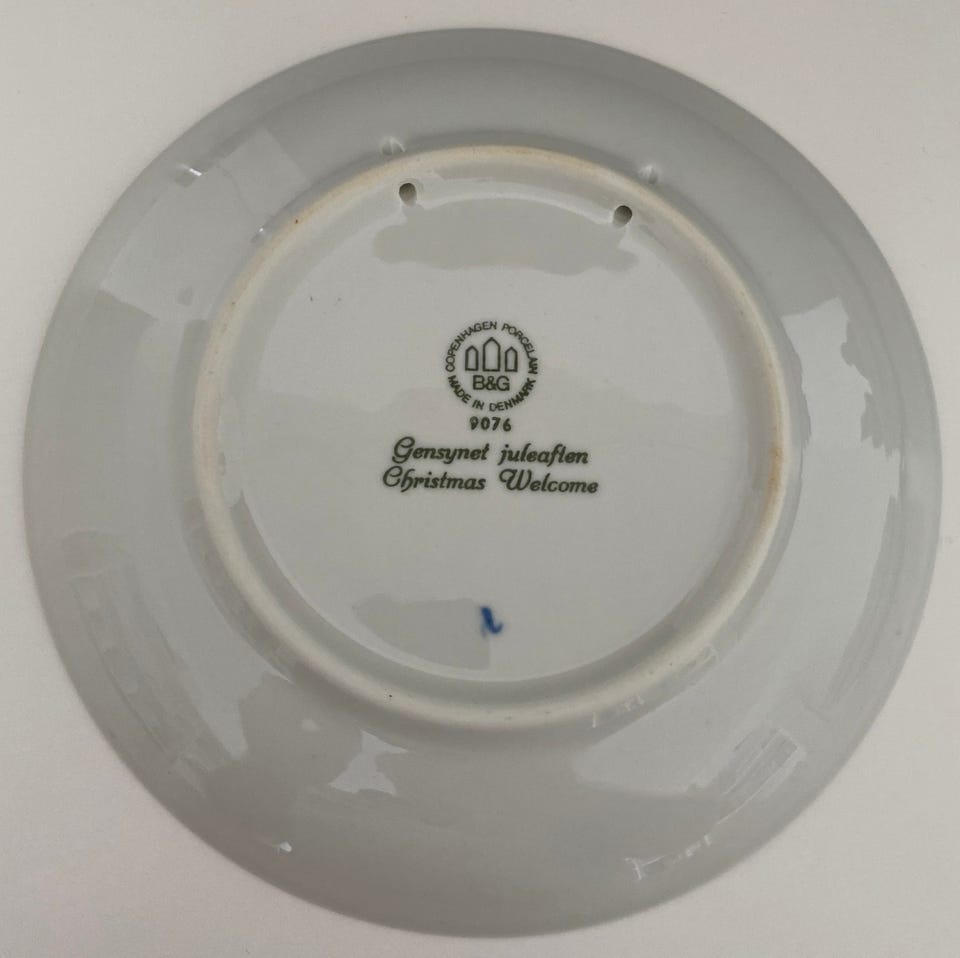 COPENHAGEN PORCELAIN
B&G
MADE IN DENMARK
9076
Gensynet juleaften
Christmas Welcome